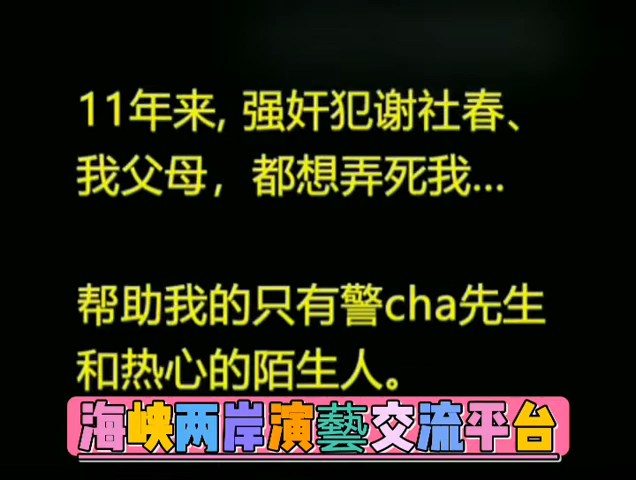 11年来, 强奸犯谢社春、
我父母，都想弄死我...
帮助我的只有警cha先生
和热心的陌生人。
海峡两岸演藝交流平台